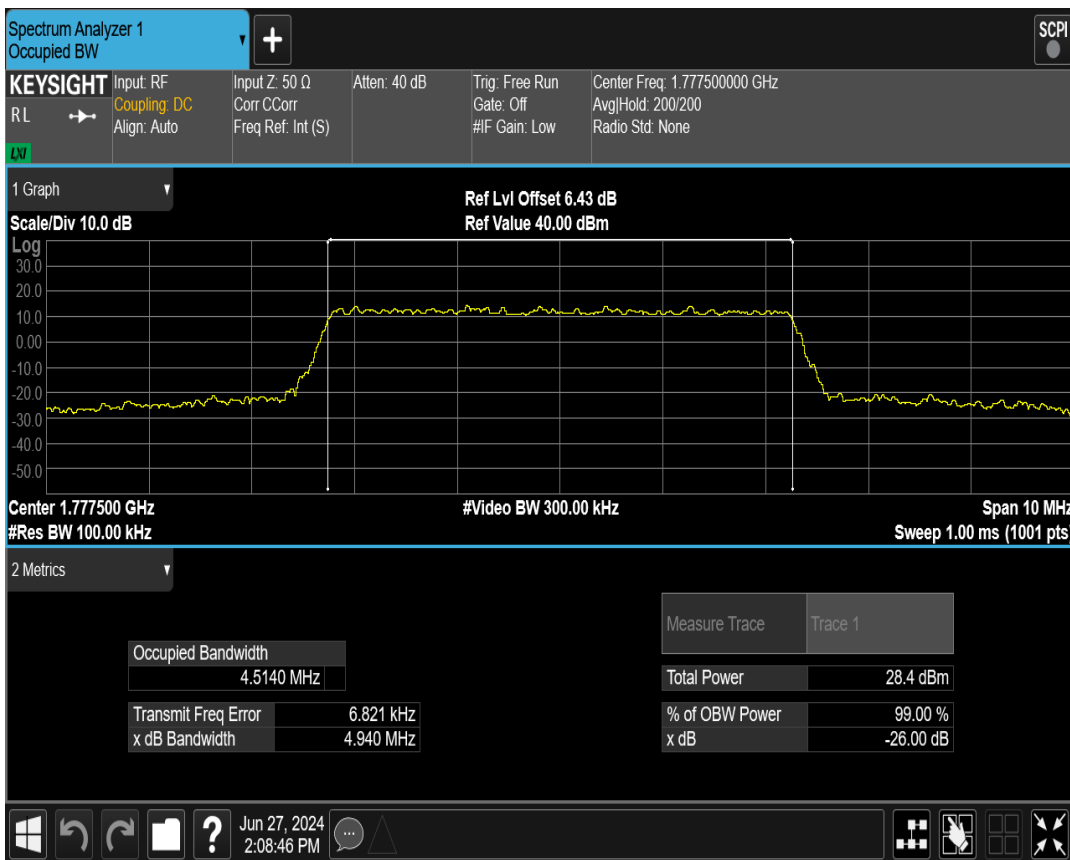 Spectrum Analyzer 1
Occupied BW
+
SCPI
KEYSIGHT
R L
LXI
Input: RF
Coupling: DC
Align: Auto
Input Z: 50 Ω
Corr CCorr
Freq Ref: Int (S)
Atten: 40 dB
Trig: Free Run
Gate: Off
#IF Gain: Low
Center Freq: 1.777500000 GHz
Avg|Hold: 200/200
Radio Std: None
1 Graph
Scale/Div 10.0 dB
Ref Lvl Offset 6.43 dB
Ref Value 40.00 dBm
Log
30.0
20.0
10.0
0.00
-10.0
-20.0
-30.0
-40.0
-50.0
Center 1.777500 GHz
#Res BW 100.00 kHz
#Video BW 300.00 kHz
Span 10 MHz
Sweep 1.00 ms (1001 pts)
2 Metrics
Measure Trace Trace 1
Occupied Bandwidth
4.5140 MHz
Total Power 28.4 dBm
Transmit Freq Error 6.821 kHz
% of OBW Power 99.00 %
x dB Bandwidth 4.940 MHz
x dB -26.00 dB
?
Jun 27, 2024
2:08:46 PM